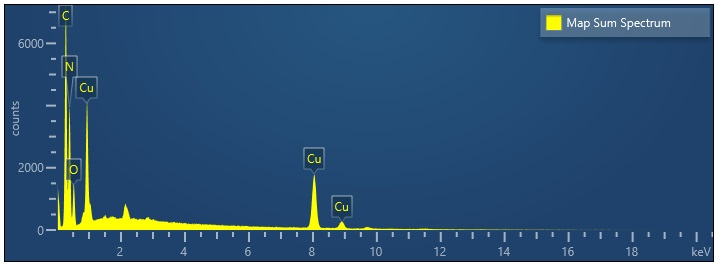 C
Map Sum Spectrum
6000
N
Cu
counts
Cu
2000
O
Cu
0
2 4 6 8 10 12 14 16 18 keV